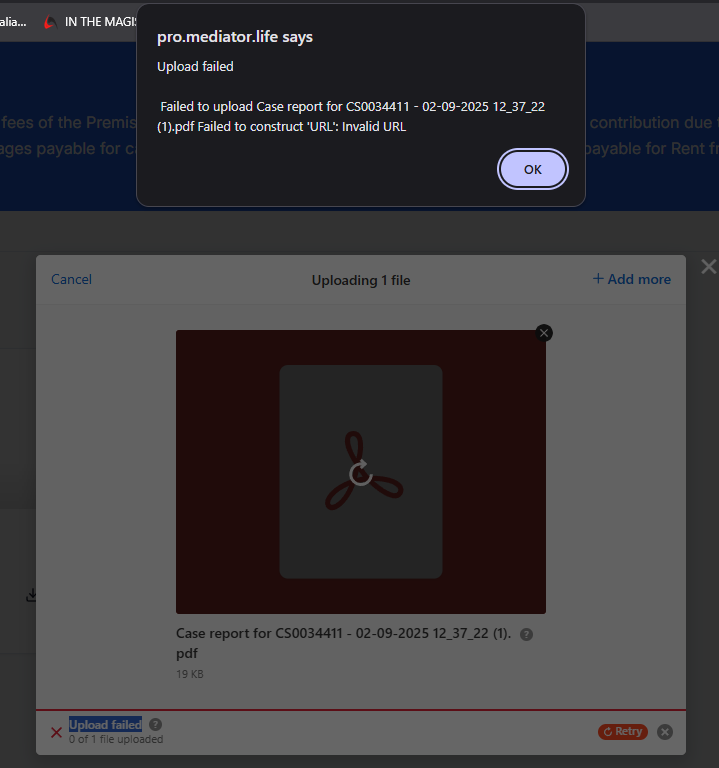 alia...
IN THE MAGIS
pro.mediator.life says
Upload failed
Failed to upload Case report for CS0034411 - 02-09-2025 12_37_22
(1).pdf Failed to construct 'URL': Invalid URL
OK
fees of the Premis
contribution due
ages payable for ca
payable for Rent fr
Cancel
Uploading 1 file
+ Add more
Case report for CS0034411 - 02-09-2025 12_37_22 (1).
pdf
19 KB
Upload failed
0 of 1 file uploaded
Retry